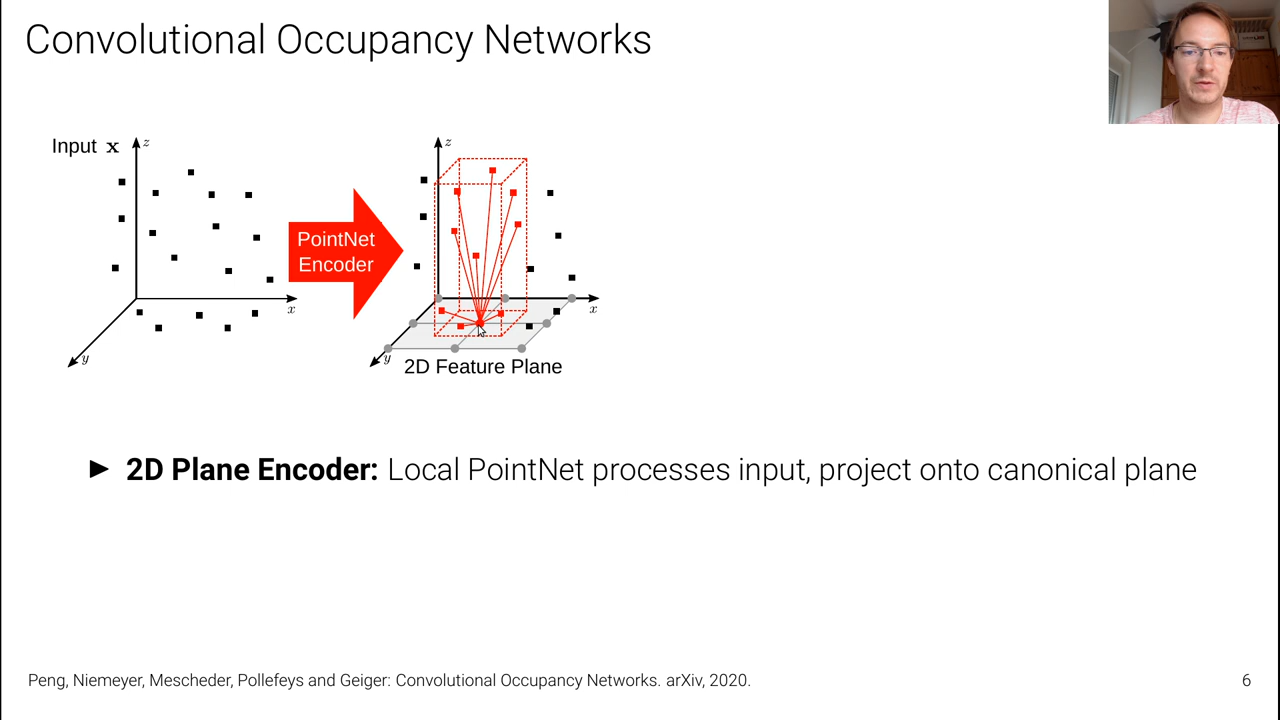 Convolutional Occupancy Networks
Input x
z
x
y
PointNet
Encoder
z
x
y
2D Feature Plane
2D Plane Encoder: Local PointNet processes input, project onto canonical plane
Peng, Niemeyer, Mescheder, Pollefeys and Geiger: Convolutional Occupancy Networks. arXiv, 2020.
6